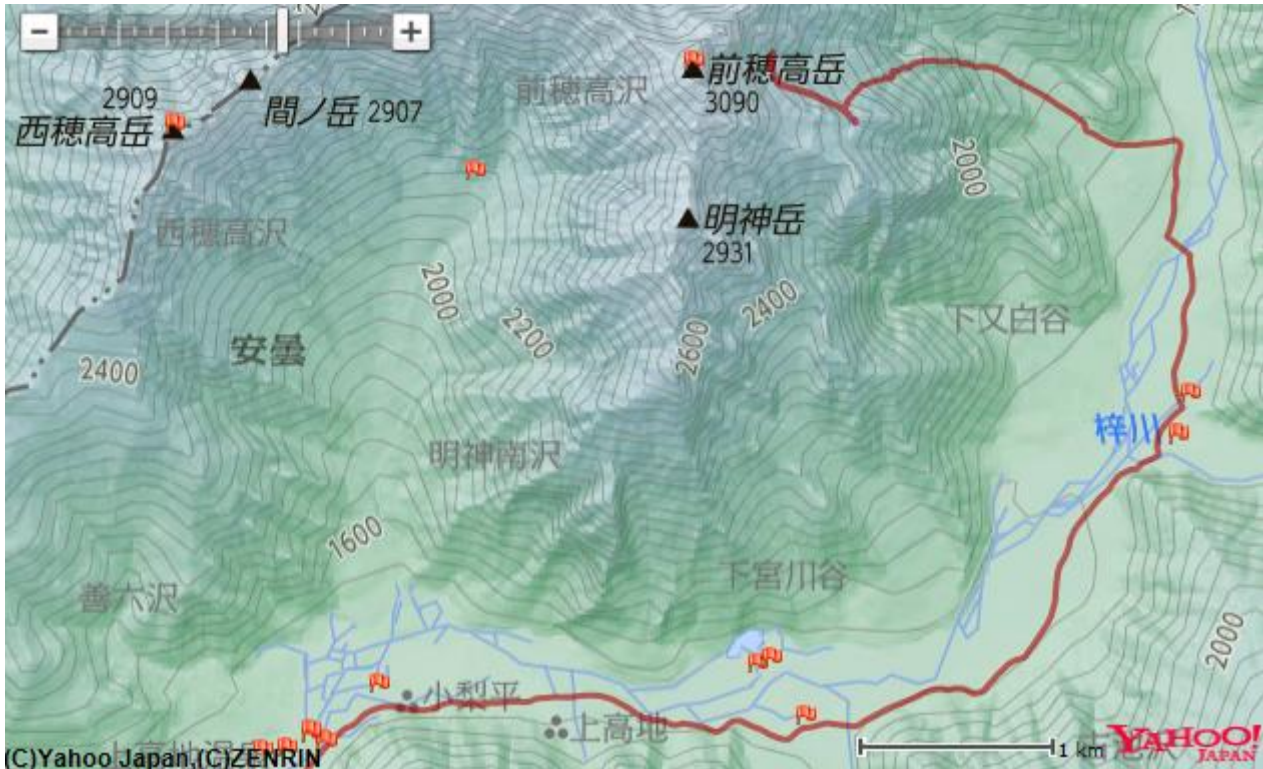 前穂高岳
3090
前穂高沢
2909
西穂高岳
間ノ岳 2907
2000
明神岳
2931
西穂高沢
2000
2200
2400
2600
下又白谷
安曇
2400
梓川
明神南沢
1600
下宮川谷
善六沢
2000
小梨平
上高地
1 km
YAHOO!
JAPAN
(C)Yahoo Japan,(C)ZENRIN